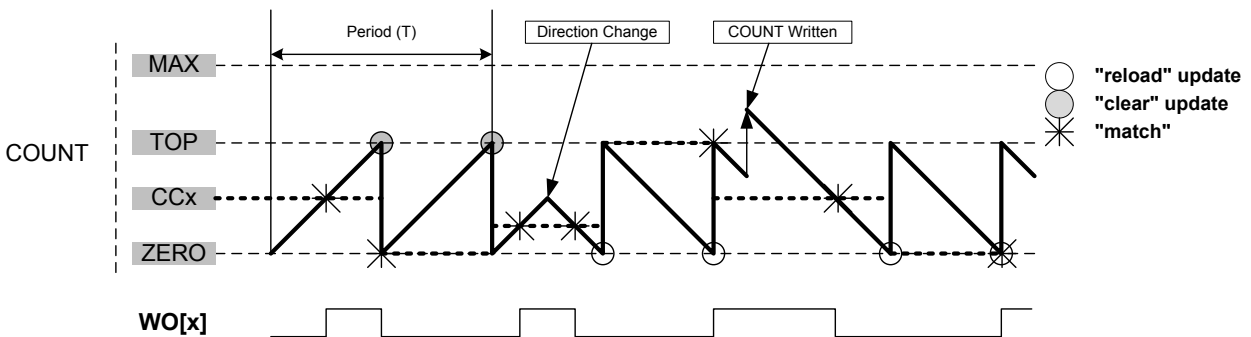 Period (T)
Direction Change
COUNT Written
MAX
"reload" update
"clear" update
TOP
"match"
COUNT
CCx
ZERO
WO[x]